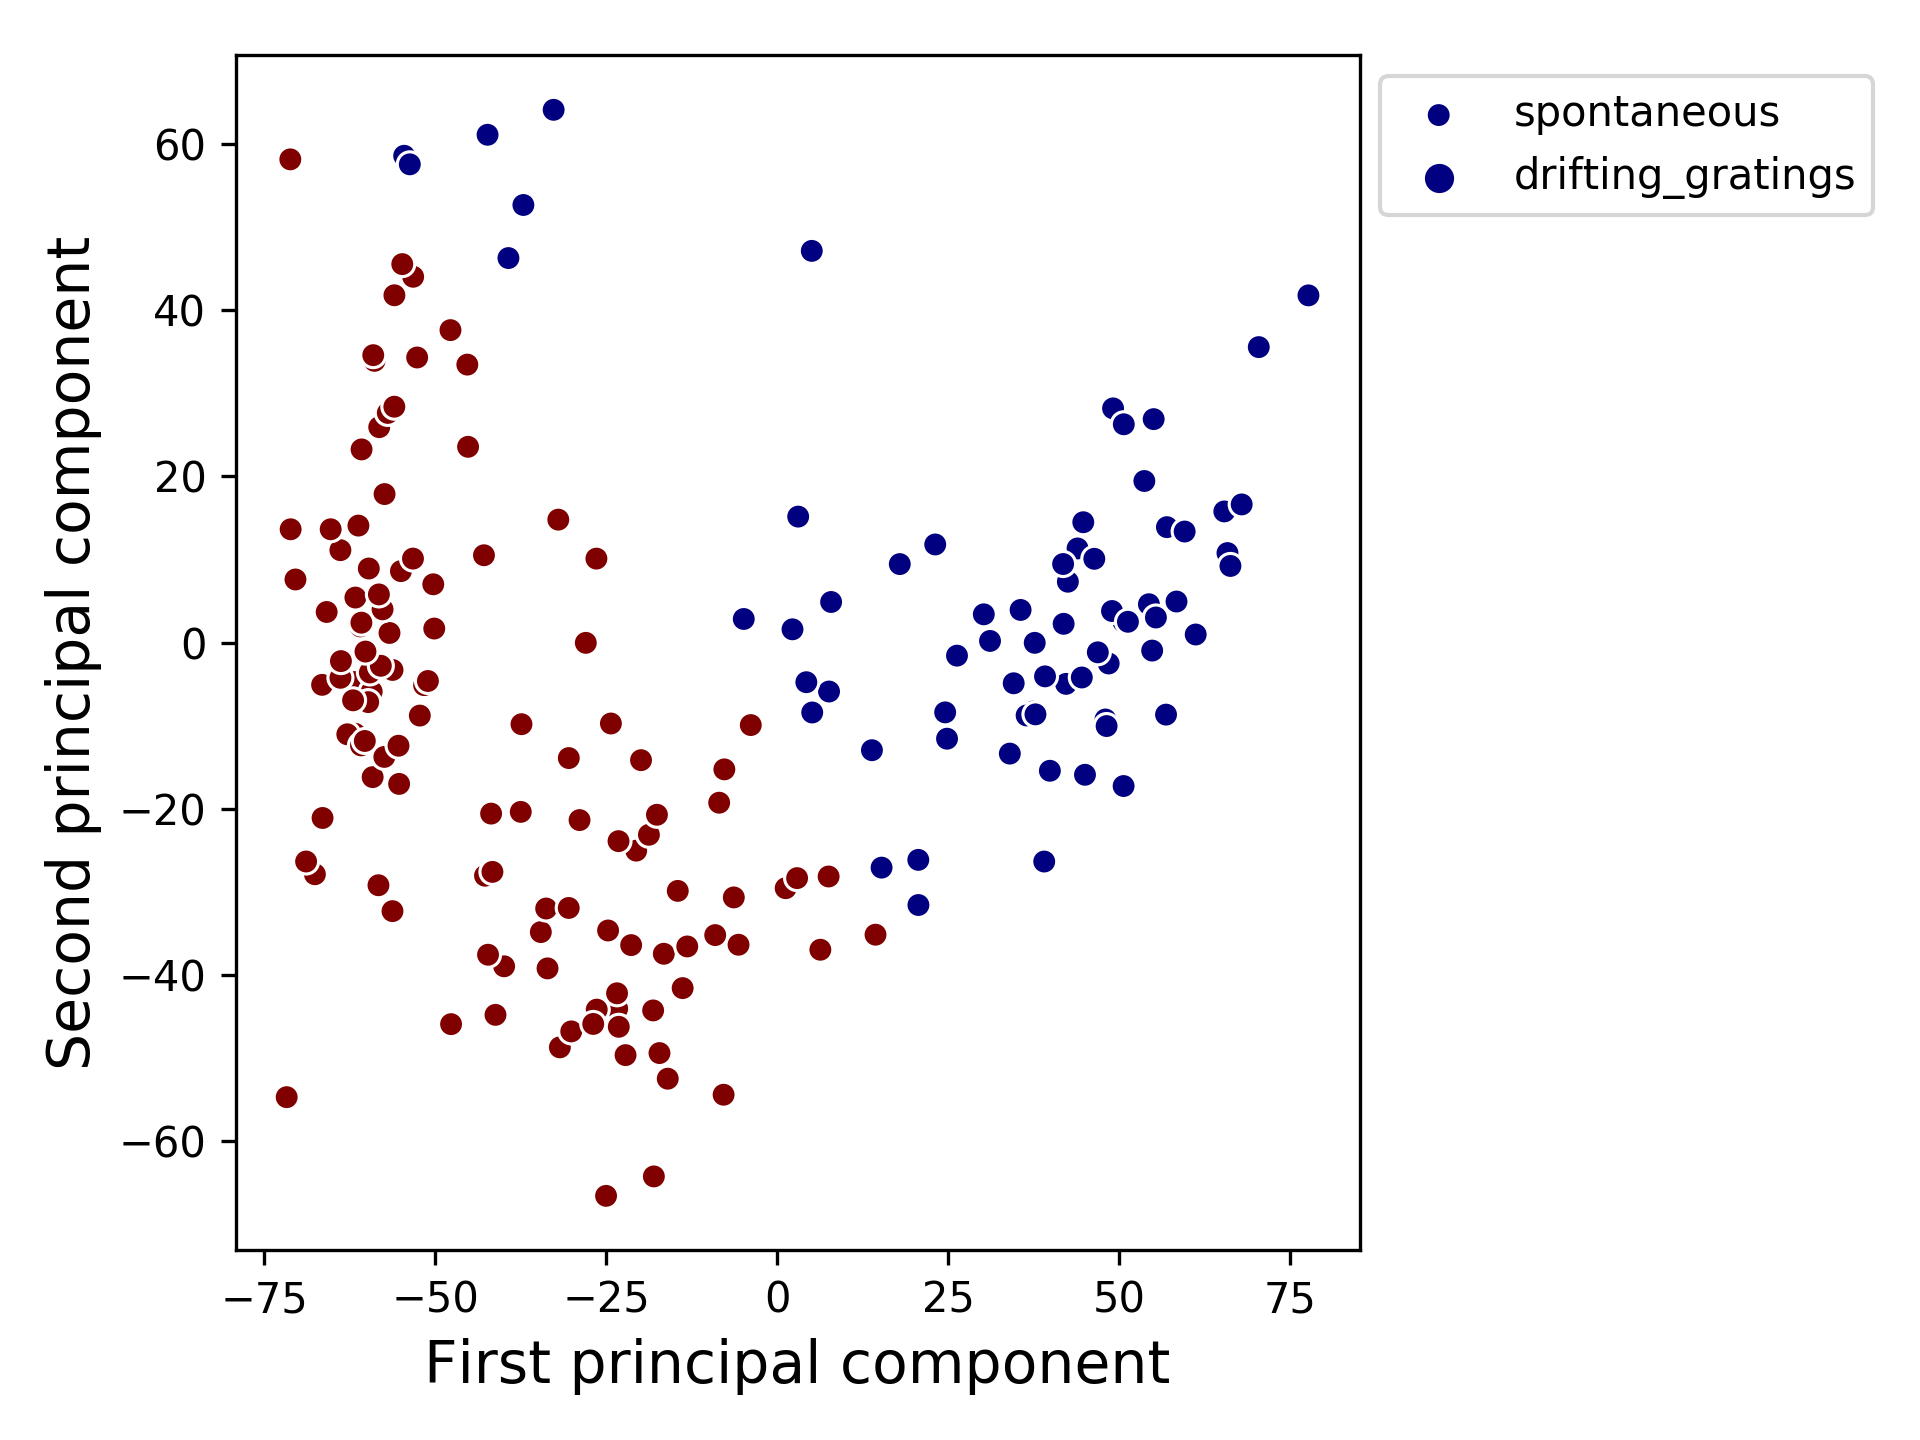 spontaneous
drifting_gratings
60
40
20
0
−20
−40
−60
Second principal component
−75 −50 −25 0 25 50 75
First principal component